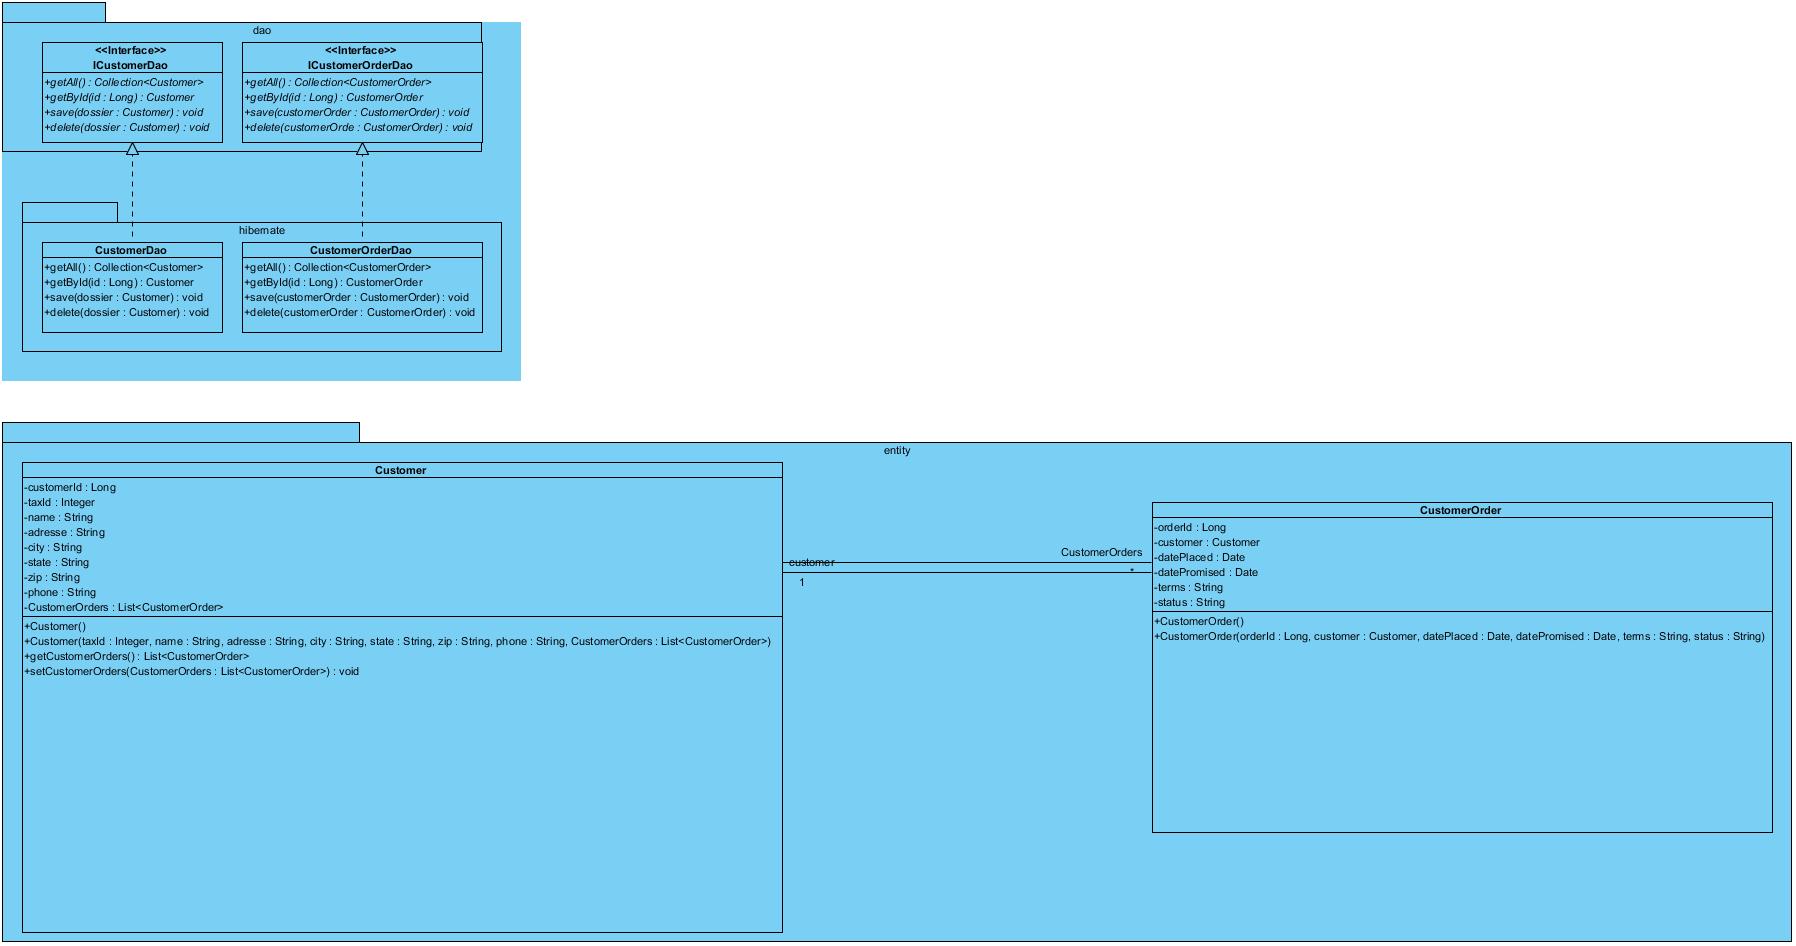 dao
<<Interface>>
ICustomerDao
+getAll() : Collection<Customer>
+getById(id : Long) : Customer
+save(dossier : Customer) : void
+delete(dossier : Customer) : void
<<Interface>>
ICustomerOrderDao
+getAll() : Collection<CustomerOrder>
+getById(id : Long) : CustomerOrder
+save(customerOrder : CustomerOrder) : void
+delete(customerOrde : CustomerOrder) : void
hibernate
CustomerDao
+getAll() : Collection<Customer>
+getById(id : Long) : Customer
+save(dossier : Customer) : void
+delete(dossier : Customer) : void
CustomerOrderDao
+getAll() : Collection<CustomerOrder>
+getById(id : Long) : CustomerOrder
+save(customerOrder : CustomerOrder) : void
+delete(customerOrder : CustomerOrder) : void
entity
Customer
-customerId : Long
-taxId : Integer
-name : String
-adresse : String
-city : String
-state : String
-zip : String
-phone : String
-CustomerOrders : List<CustomerOrder>
+Customer()
+Customer(taxId : Integer, name : String, adresse : String, city : String, state : String, zip : String, phone : String, CustomerOrders : List<CustomerOrder>)
+getCustomerOrders() : List<CustomerOrder>
+setCustomerOrders(CustomerOrders : List<CustomerOrder>) : void
CustomerOrders
customer
*
1
CustomerOrder
-orderId : Long
-customer : Customer
-datePlaced : Date
-datePromised : Date
-terms : String
-status : String
+CustomerOrder()
+CustomerOrder(orderId : Long, customer : Customer, datePlaced : Date, datePromised : Date, terms : String, status : String)